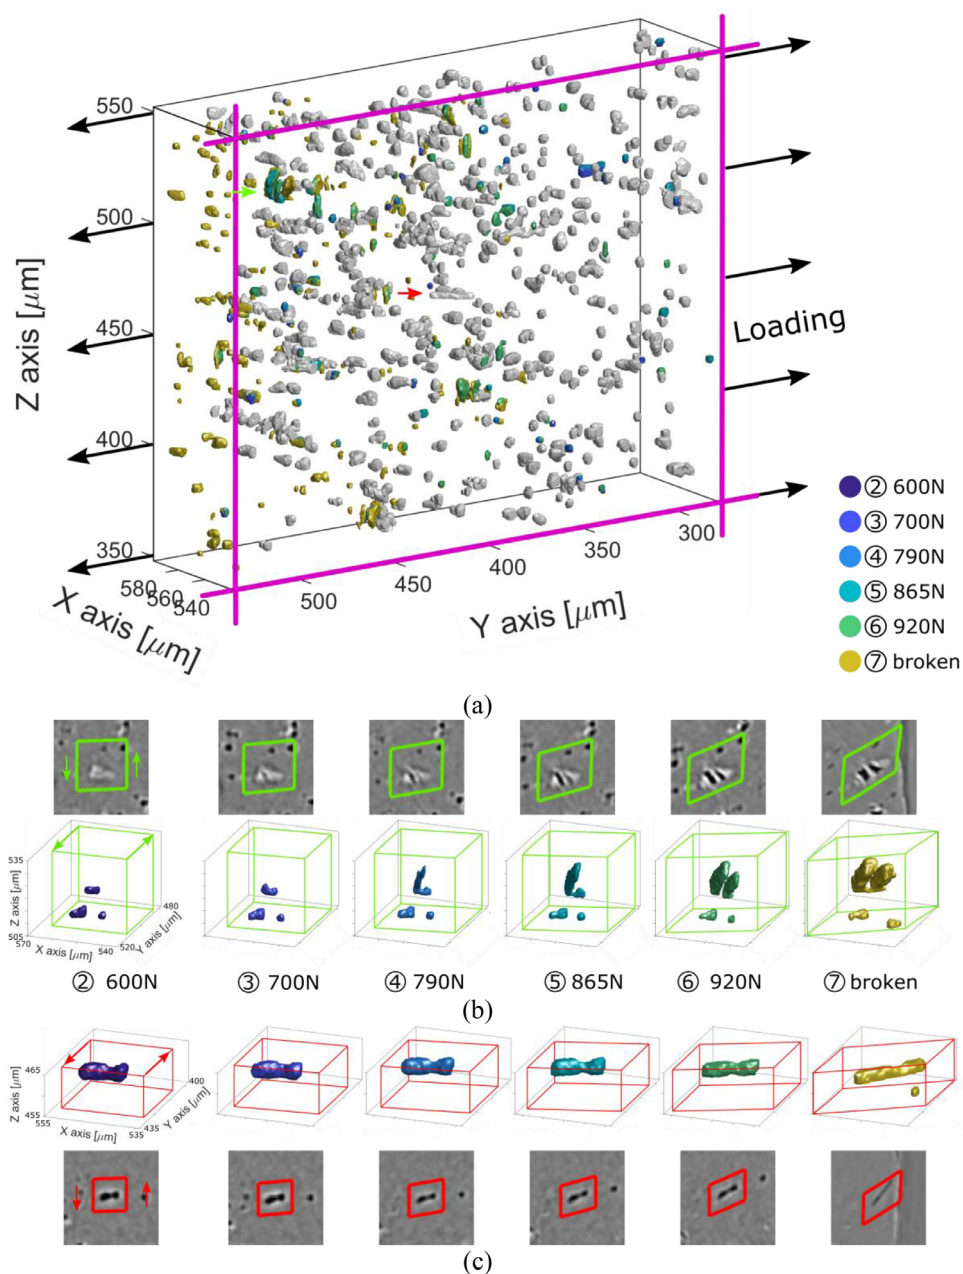 550
500
450
400
350
Z axis [μm]
580
560
540
X axis
[μm]
500
450
400
350
300
Y axis [μm]
Loading
② 600N
③ 700N
④ 790N
⑤ 865N
⑥ 920N
⑦ broken
(a)
535
505
Z axis [μm]
570
540
X axis [μm]
520
480
Y axis [μm]
② 600N
③ 700N
④ 790N
⑤ 865N
⑥ 920N
⑦ broken
(b)
465
455
Z axis [μm]
555
535
X axis [μm]
435
400
Y axis [μm]
(c)